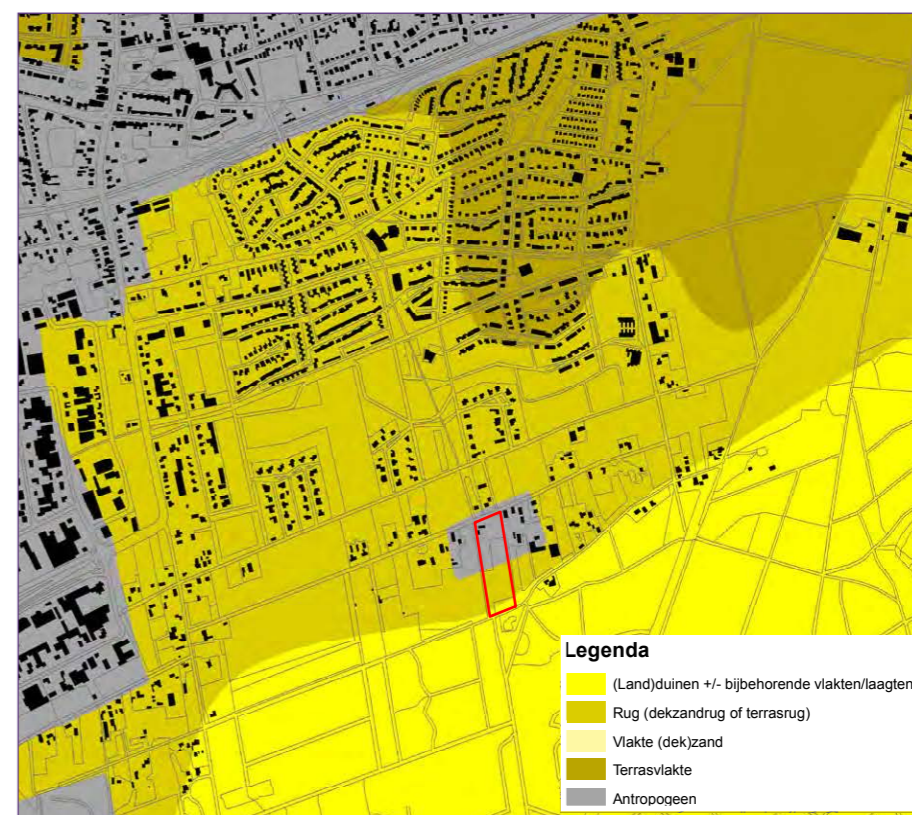 Legenda
(Land)duinen +/- bijbehorende vlakten/laagten
Rug (dekzandrug of terrasrug)
Vlakte (dek)zand
Terrasvlakte
Antropogeen